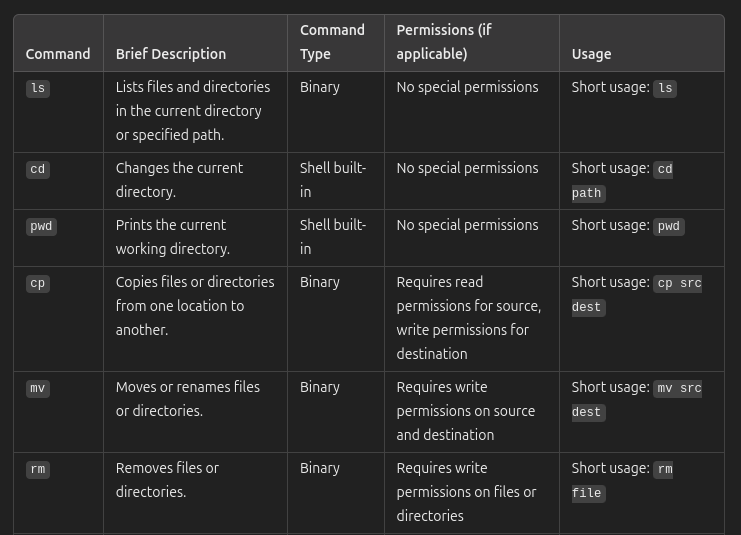 Command
Brief Description
Command
Type
Permissions (if
applicable)
Usage
ls
Lists files and directories
in the current directory
or specified path.
Binary
No special permissions
Short usage: ls
cd
Changes the current
directory.
Shell built-
in
No special permissions
Short usage: cd
path
pwd
Prints the current
working directory.
Shell built-
in
No special permissions
Short usage: pwd
cp
Copies files or directories
from one location to
another.
Binary
Requires read
permissions for source,
write permissions for
destination
Short usage: cp src
dest
mv
Moves or renames files
or directories.
Binary
Requires write
permissions on source
and destination
Short usage: mv src
dest
rm
Removes files or
directories.
Binary
Requires write
permissions on files or
directories
Short usage: rm
file